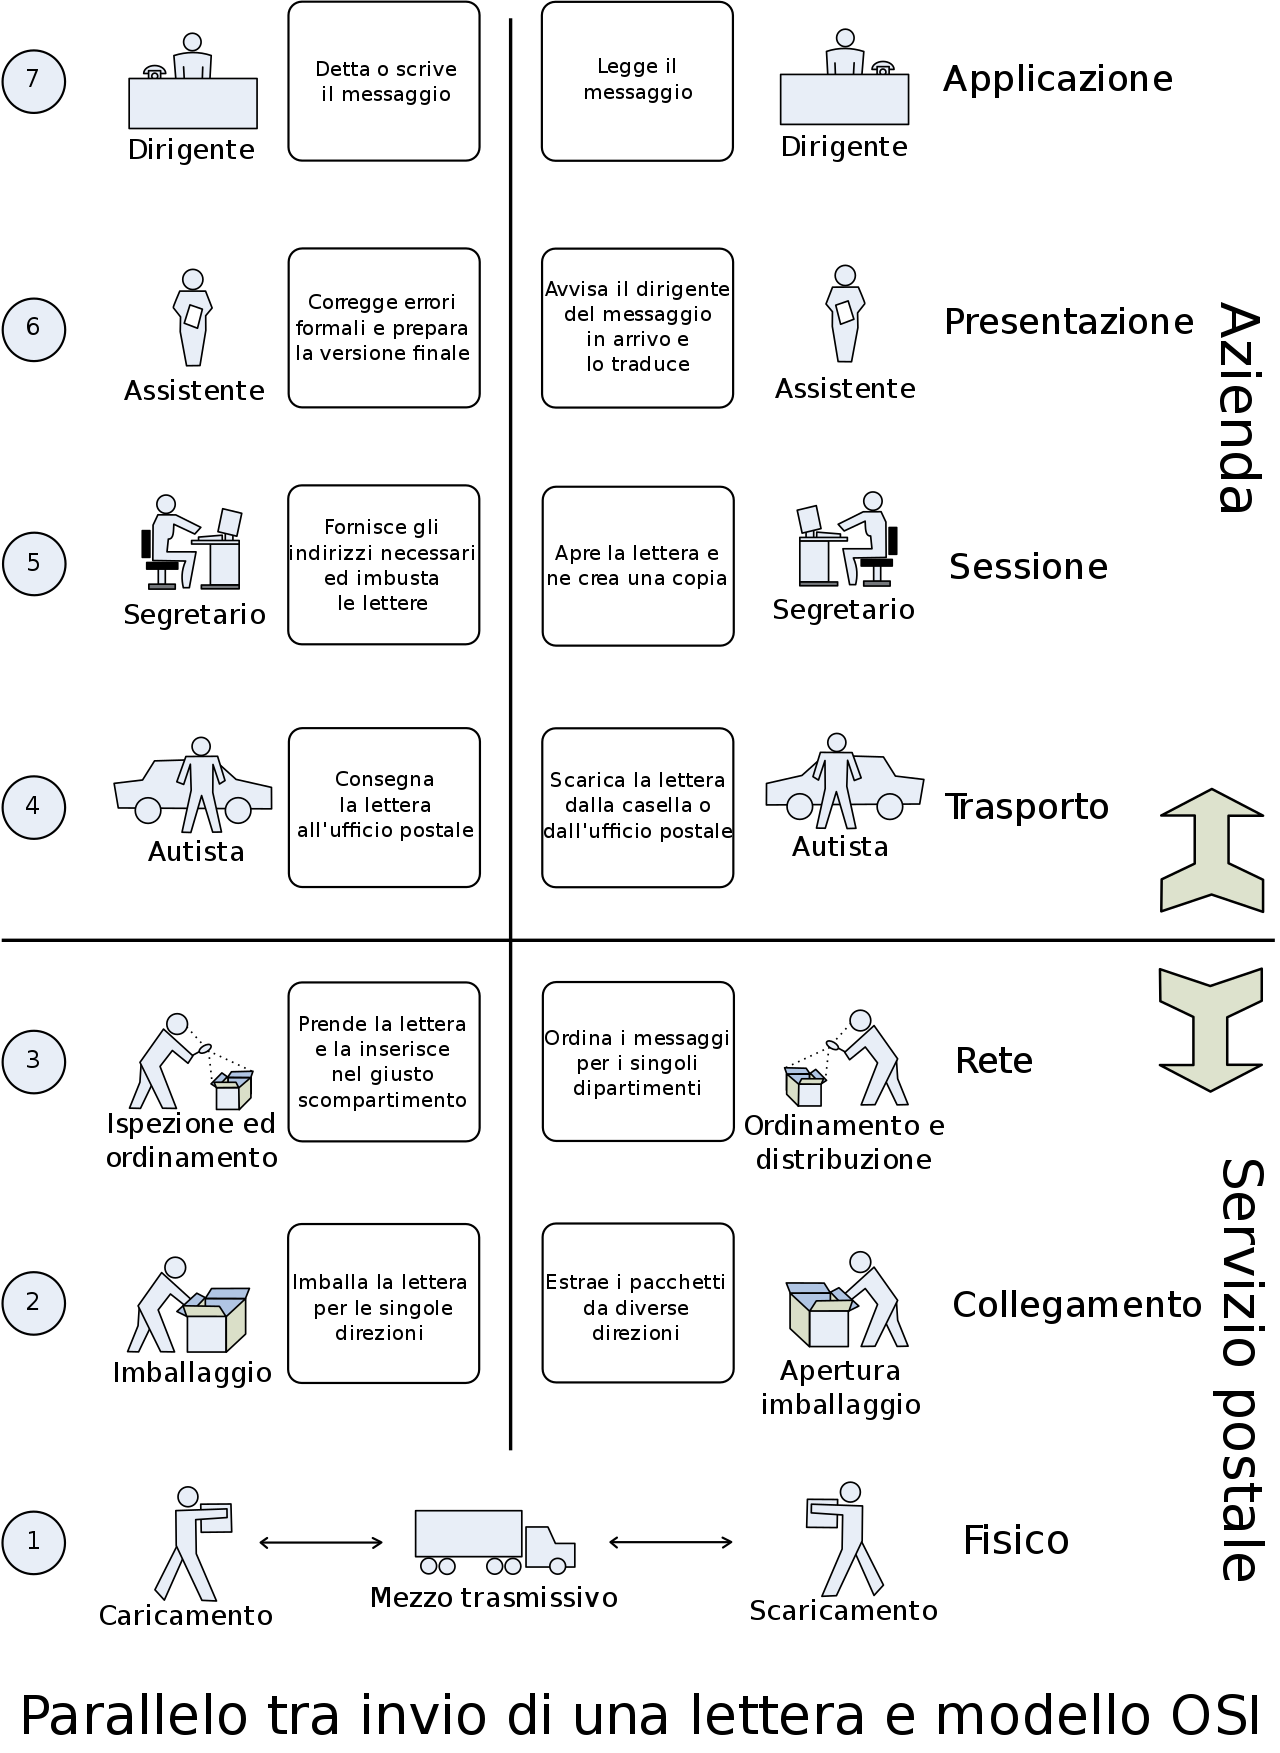 7
Dirigente
Detta o scrive
il messaggio
Legge il
messaggio
Dirigente
Applicazione
6
Assistente
Corregge errori
formali e prepara
la versione finale
Avvisa il dirigente
del messaggio
in arrivo e
lo traduce
Assistente
Presentazione
Azienda
5
Segretario
Fornisce gli
indirizzi necessari
ed imbusta
le lettere
Apre la lettera e
ne crea una copia
Segretario
Sessione
4
Autista
Consegna
la lettera
all'ufficio postale
Scarica la lettera
dalla casella o
dall'ufficio postale
Autista
Trasporto
3
Ispezione ed
ordinamento
Prende la lettera
e la inserisce
nel giusto
scompartimento
Ordina i messaggi
per i singoli
dipartimenti
Ordinamento e
distribuzione
Rete
Servizio postale
2
Imballaggio
Imballa la lettera
per le singole
direzioni
Estrae i pacchetti
da diverse
direzioni
Apertura
imballaggio
Collegamento
1
Caricamento
Mezzo trasmissivo
Scaricamento
Fisico
Parallelo tra invio di una lettera e modello OSI